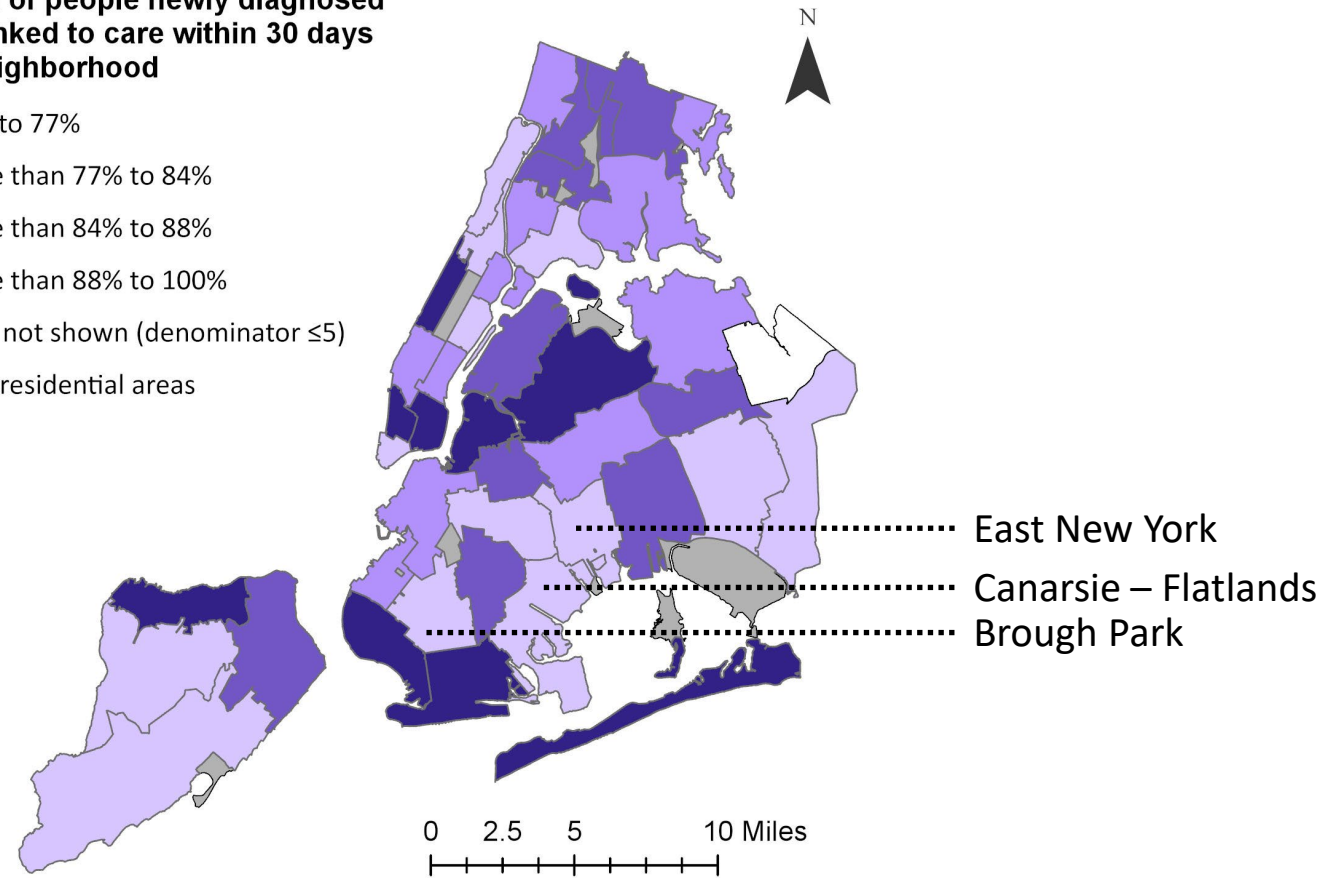 of people newly diagnosed
nked to care within 30 days
ighborhood
to 77%
e than 77% to 84%
e than 84% to 88%
e than 88% to 100%
not shown (denominator ≤5)
residential areas
N
East New York
Canarsie – Flatlands
Brough Park
0 2.5 5 10 Miles